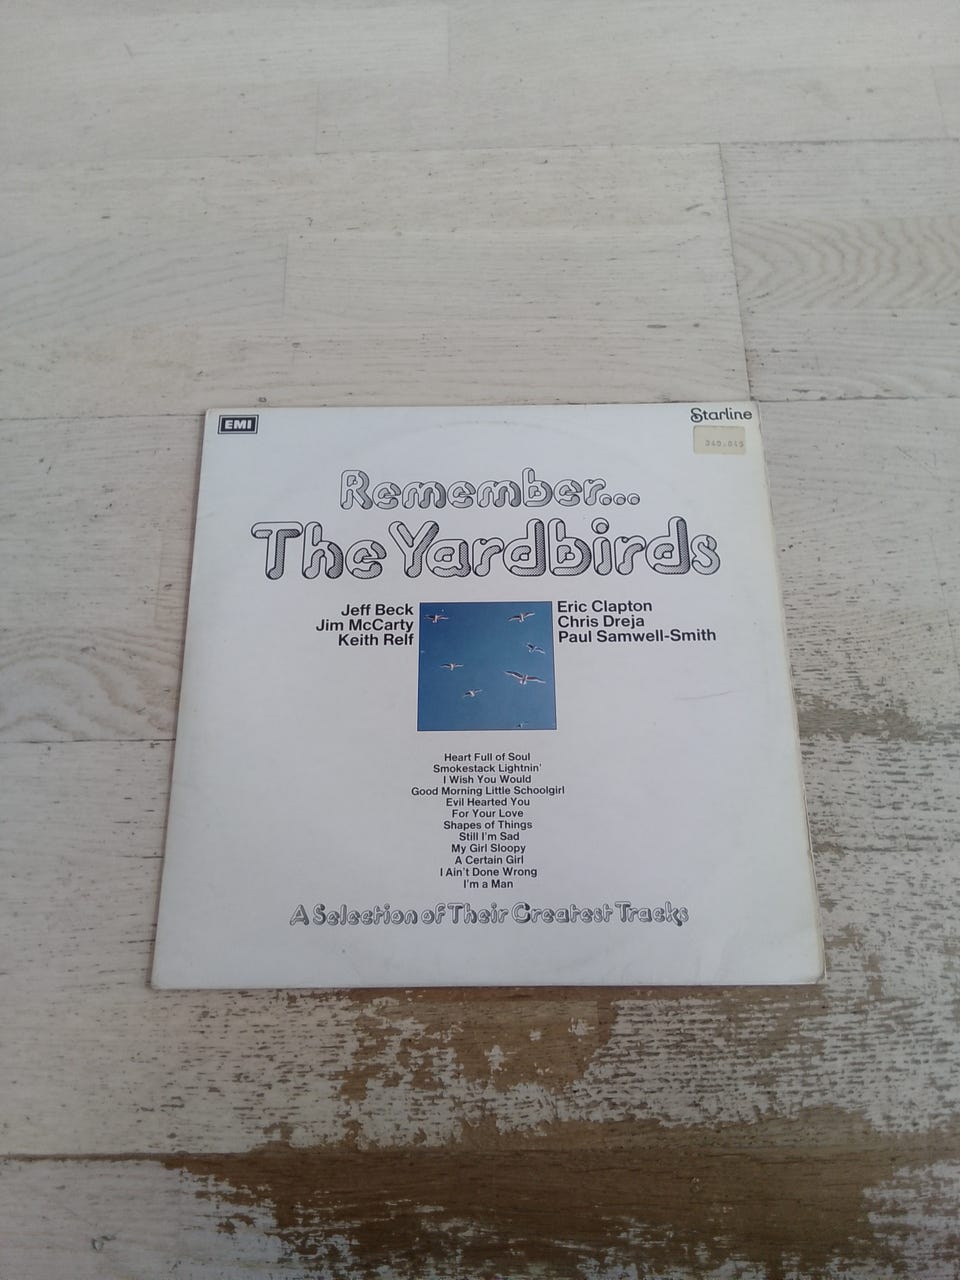 EMI
Starline
Remember...
The Yardbirds
Jeff Beck
Jim McCarty
Keith Relf
Eric Clapton
Chris Dreja
Paul Samwell-Smith
Heart Full of Soul
Smokestack Lightnin'
I Wish You Would
Good Morning Little Schoolgirl
Evil Hearted You
For Your Love
Shapes of Things
Still I'm Sad
My Girl Sloopy
A Certain Girl
I Ain't Done Wrong
I'm a Man
A Selection of Their Greatest Tracks